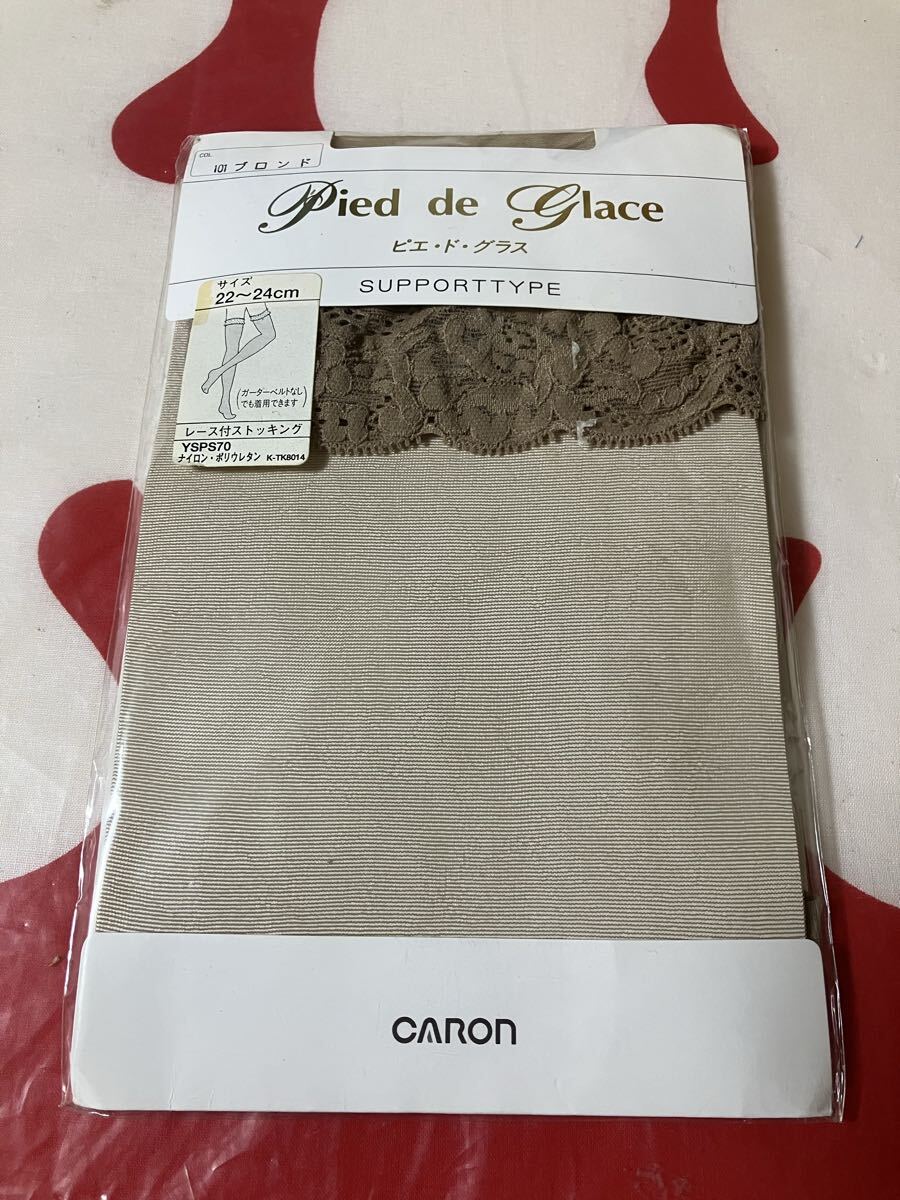 COL.
101 ブロンド
Pied de Glace
ピエ・ド・グラス
SUPPORTTYPE
サイズ
22〜24cm
(ガーターベルトなし
でも着用できます)
レース付ストッキング
YSPS70
ナイロン・ポリウレタン K-TK8014
CARON